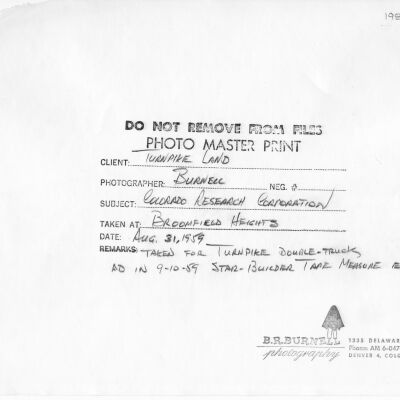 198
DO NOT REMOVE FROM FILES
PHOTO MASTER PRINT
CLIENT: TURNPIKE LAND
PHOTOGRAPHER: BURNELL NEG. #
SUBJECT: COLORADO RESEARCH CORPORATION
TAKEN AT: BROOMFIELD HEIGHTS
DATE: AUG. 31, 1959
REMARKS: TAKEN FOR TURNPIKE DOUBLE-TRUCK
AD IN 9-10-59 STAR-BUILDER TAPE MEASURE E
B.R.BURNELL
photography
1335 DELAWAR
Phone: AM 6-047
DENVER 4, COLO